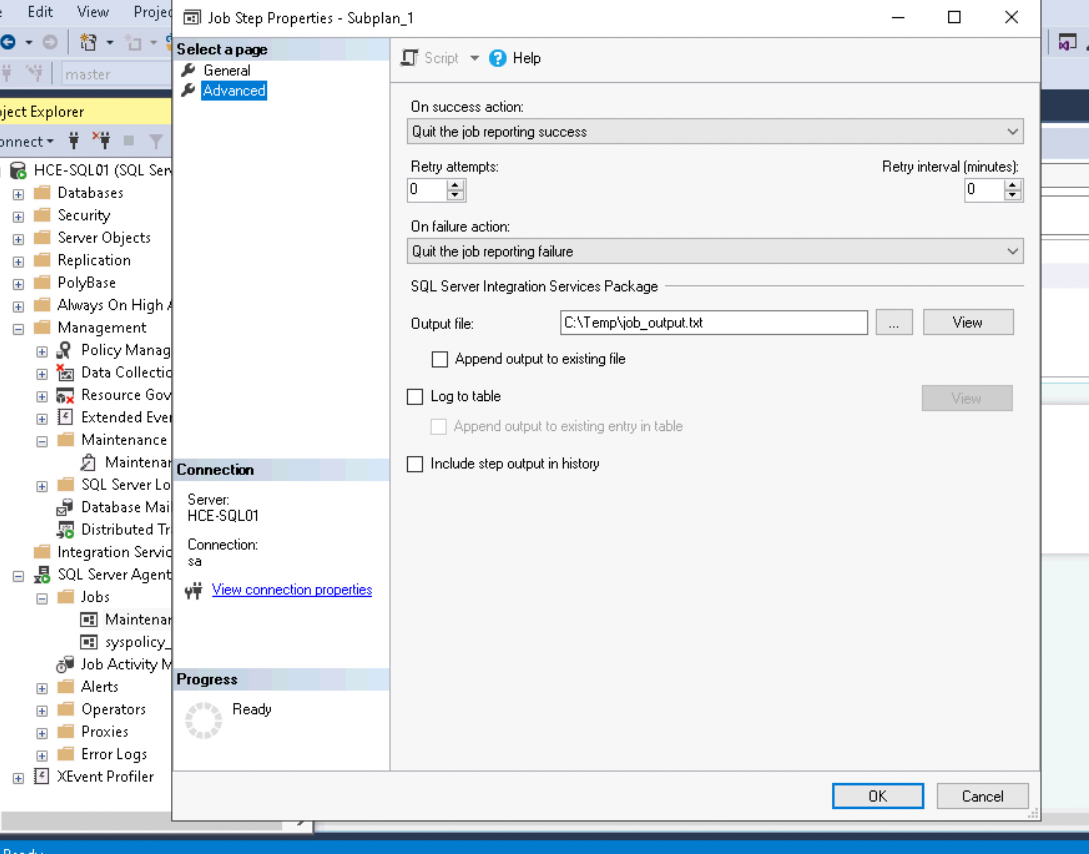 Edit View Projec
Job Step Properties - Subplan_1
master
ject Explorer
onnect
HCE-SQL01 (SQL Serv
Databases
Security
Server Objects
Replication
PolyBase
Always On High A
Management
Policy Manag
Data Collectic
Resource Gov
Extended Ever
Maintenance
Maintenar
SQL Server Lo
Database Mai
Distributed Tr
Integration Servic
SQL Server Agent
Jobs
Maintenar
syspolicy_
Job Activity M
Alerts
Operators
Proxies
Error Logs
XEvent Profiler
Select a page
General
Advanced
Connection
Server:
HCE-SQL01
Connection:
sa
View connection properties
Progress
Ready
Script Help
On success action:
Quit the job reporting success
Retry attempts: Retry interval (minutes):
0 0
On failure action:
Quit the job reporting failure
SQL Server Integration Services Package
Output file: C:\Temp\job_output.txt ... View
Append output to existing file
Log to table View
Append output to existing entry in table
Include step output in history
OK Cancel
Ready